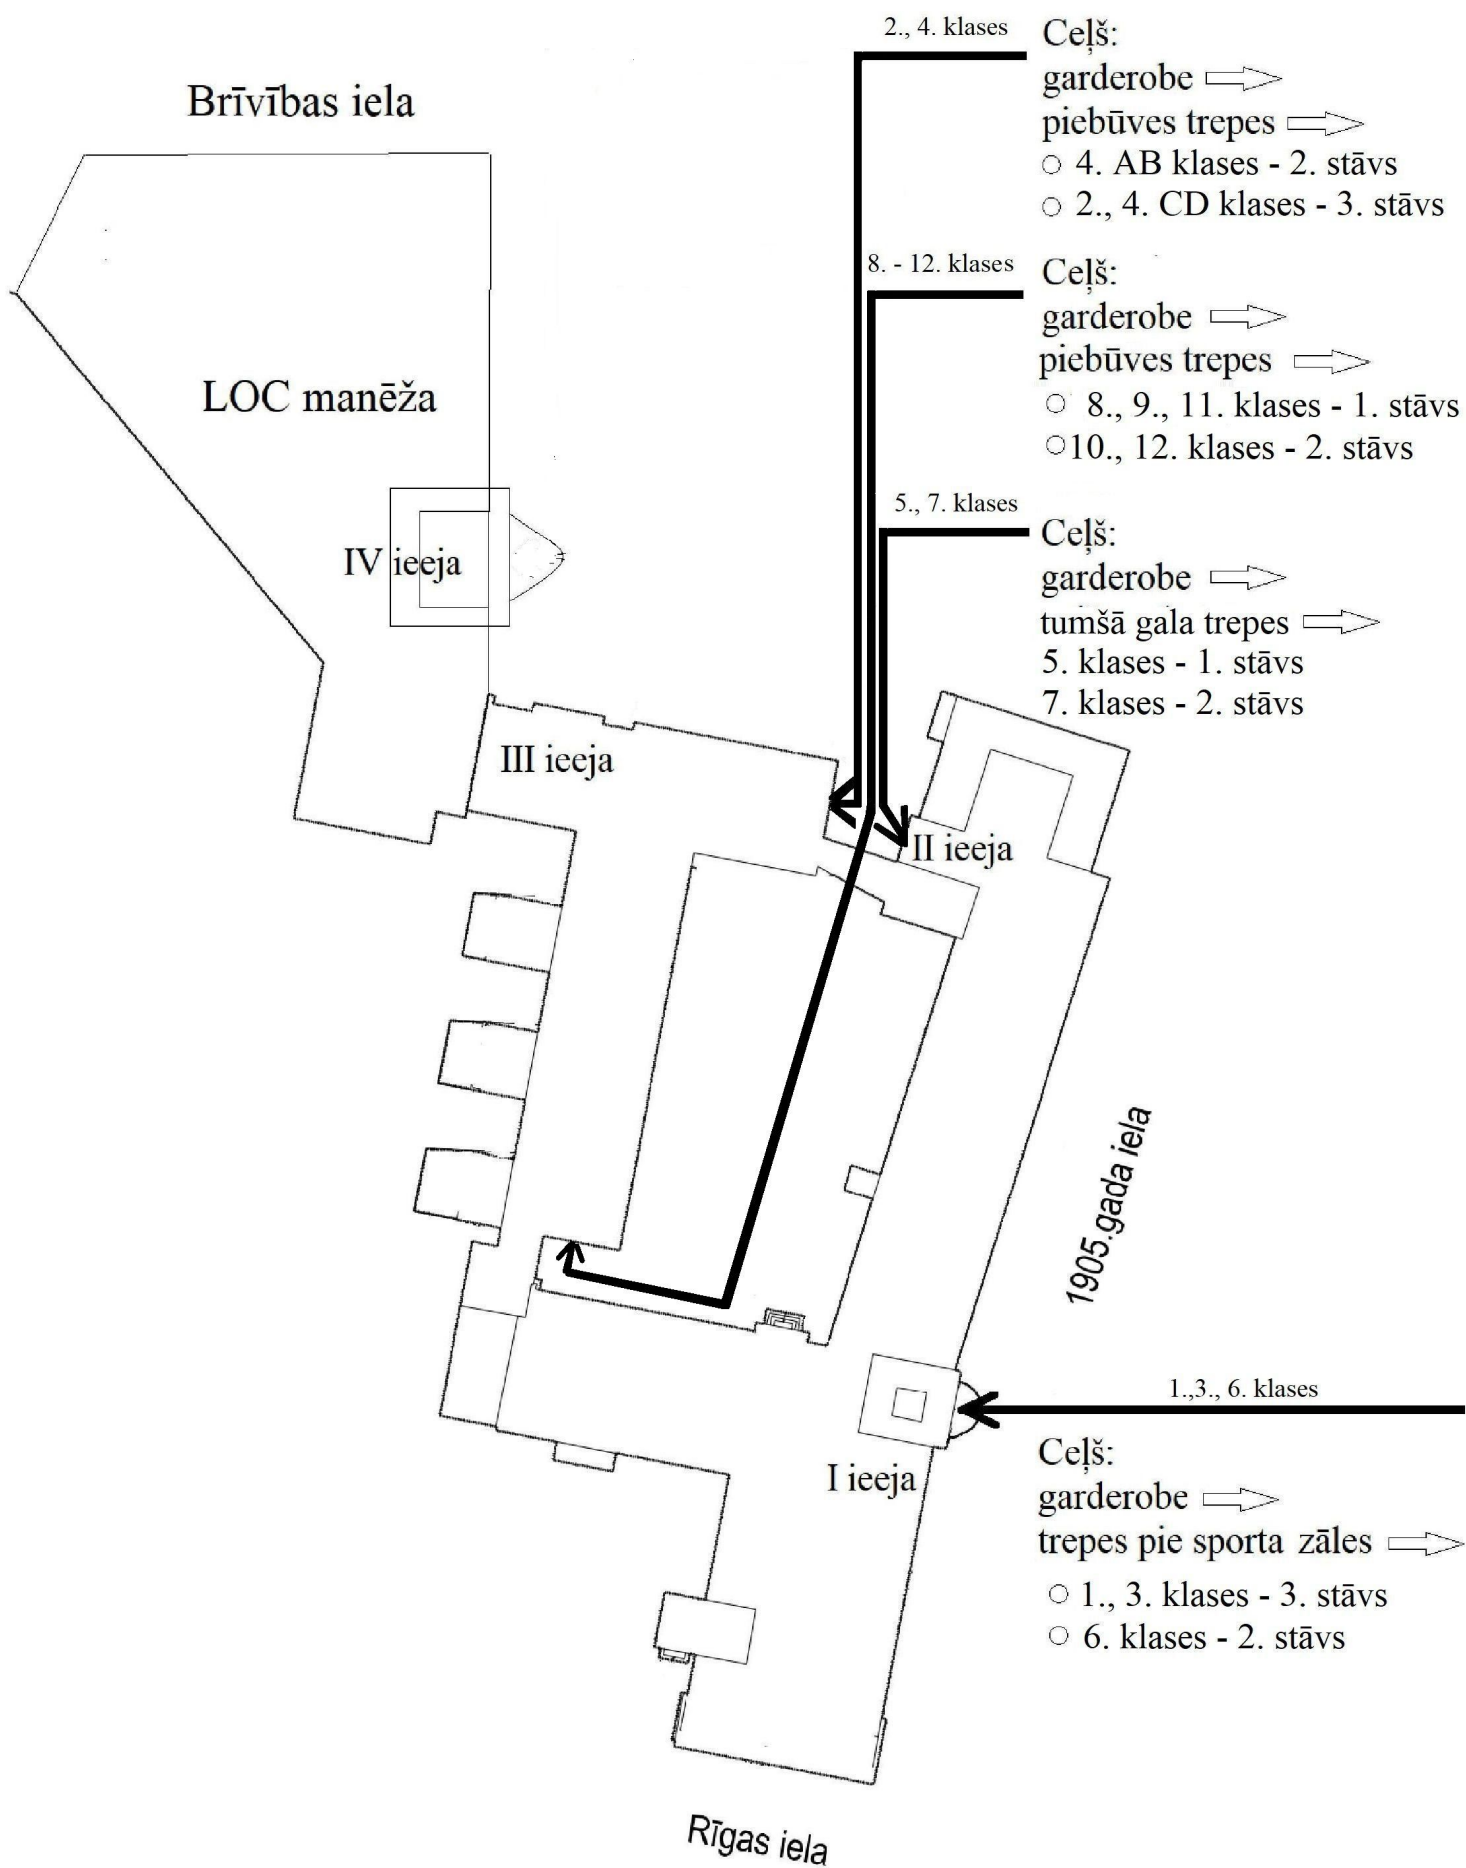 2., 4. klases
Ceļš:
garderobe
piebūves trepes
4. AB klases - 2. stāvs
2., 4. CD klases - 3. stāvs
Brīvības iela
8. - 12. klases
Ceļš:
garderobe
piebūves trepes
8., 9., 11. klases - 1. stāvs
10., 12. klases - 2. stāvs
LOC manēža
5., 7. klases
Ceļš:
garderobe
tumšā gala trepes
5. klases - 1. stāvs
7. klases - 2. stāvs
IV ieeja
III ieeja
II ieeja
1905.gada iela
1.,3., 6. klases
I ieeja
Ceļš:
garderobe
trepes pie sporta zāles
1., 3. klases - 3. stāvs
6. klases - 2. stāvs
Rīgas iela